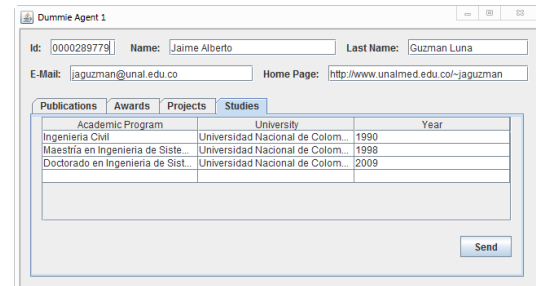 Dummie Agent 1
Id: 0000289779 Name: Jaime Alberto Last Name: Guzman Luna
E-Mail: jaguzman@unal.edu.co Home Page: http://www.unalmed.edu.co/~jaguzman
Publications Awards Projects Studies
Academic Program University Year
Ingenieria Civil Universidad Nacional de Colom... 1990
Maestría en Ingenieria de Siste... Universidad Nacional de Colom... 1998
Doctorado en Ingenieria de Sist... Universidad Nacional de Colom... 2009
Send